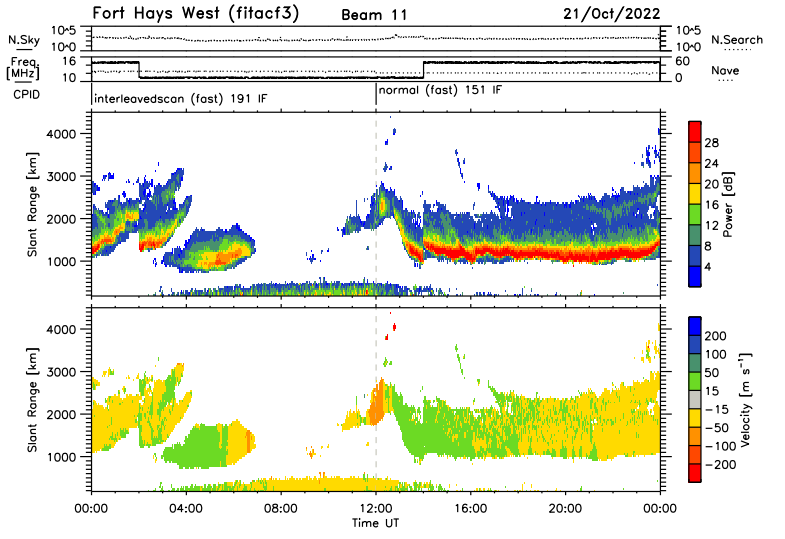 Fort Hays West (fitacf3) Beam 11 21/Oct/2022
N.Sky 10^5 10^0 10^5 10^0 N.Search
Freq. [MHz] 16 10 60 0 Nave
CPID interleavedscan (fast) 191 IF normal (fast) 151 IF
Slant Range [km] 4000 3000 2000 1000
Power [dB] 28 24 20 16 12 8 4
Slant Range [km] 4000 3000 2000 1000
Velocity [m s⁻¹] 200 100 50 15 −15 −50 −100 −200
00:00 04:00 08:00 12:00 16:00 20:00 00:00
Time UT